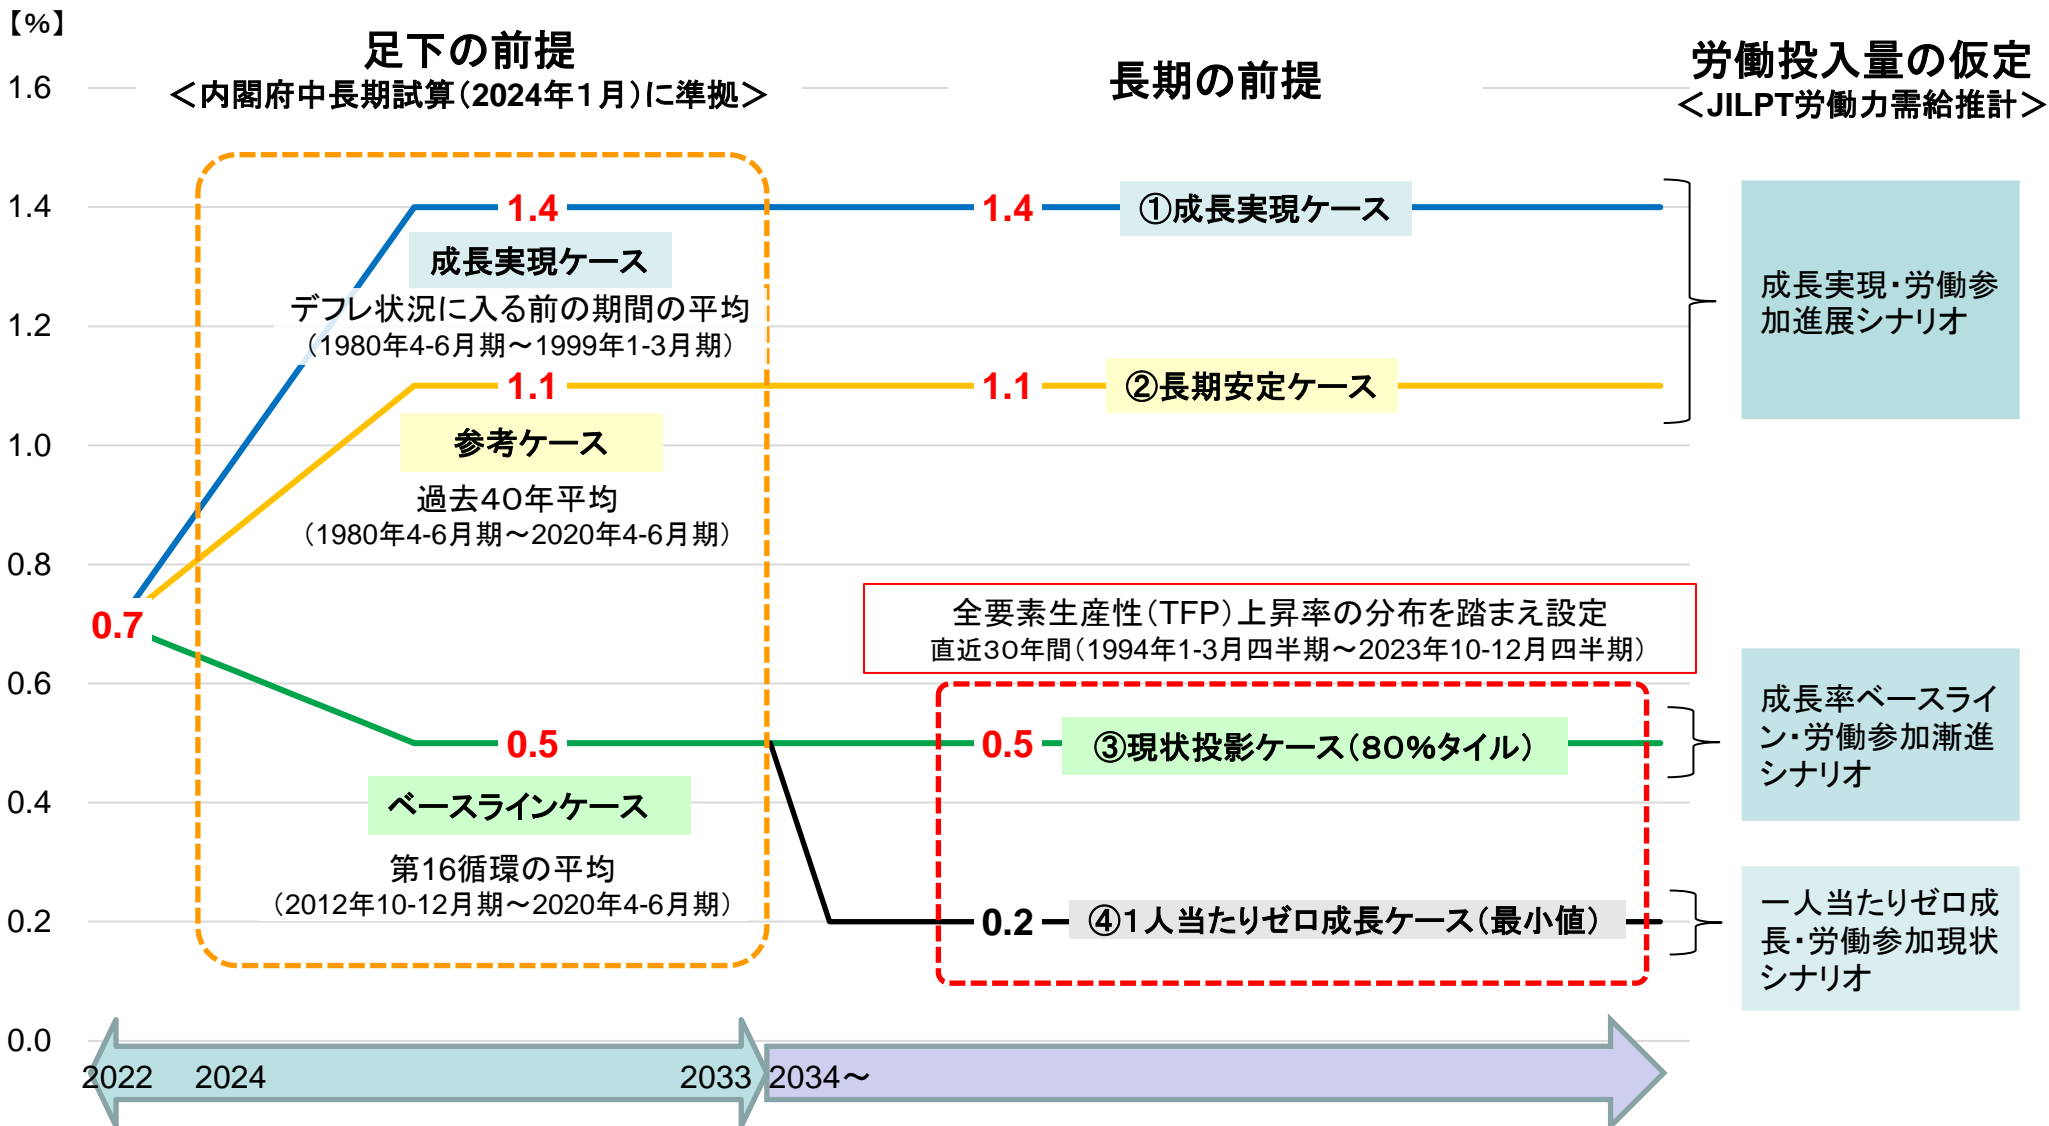 【%】
足下の前提
＜内閣府中長期試算（2024年１月）に準拠＞
長期の前提
労働投入量の仮定
＜JILPT労働力需給推計＞
1.6
1.4
1.2
1.0
0.8
0.6
0.4
0.2
0.0
0.7
1.4
成長実現ケース
デフレ状況に入る前の期間の平均
（1980年4-6月期～1999年1-3月期）
1.1
参考ケース
過去４０年平均
（1980年4-6月期～2020年4-6月期）
0.5
ベースラインケース
第16循環の平均
（2012年10-12月期～2020年4-6月期）
1.4
①成長実現ケース
1.1
②長期安定ケース
全要素生産性（TFP）上昇率の分布を踏まえ設定
直近３０年間（1994年1-3月四半期～2023年10-12月四半期）
0.5
③現状投影ケース（８０％タイル）
0.2
④１人当たりゼロ成長ケース（最小値）
成長実現・労働参
加進展シナリオ
成長率ベースライ
ン・労働参加漸進
シナリオ
一人当たりゼロ成
長・労働参加現状
シナリオ
2022
2024
2033
2034～